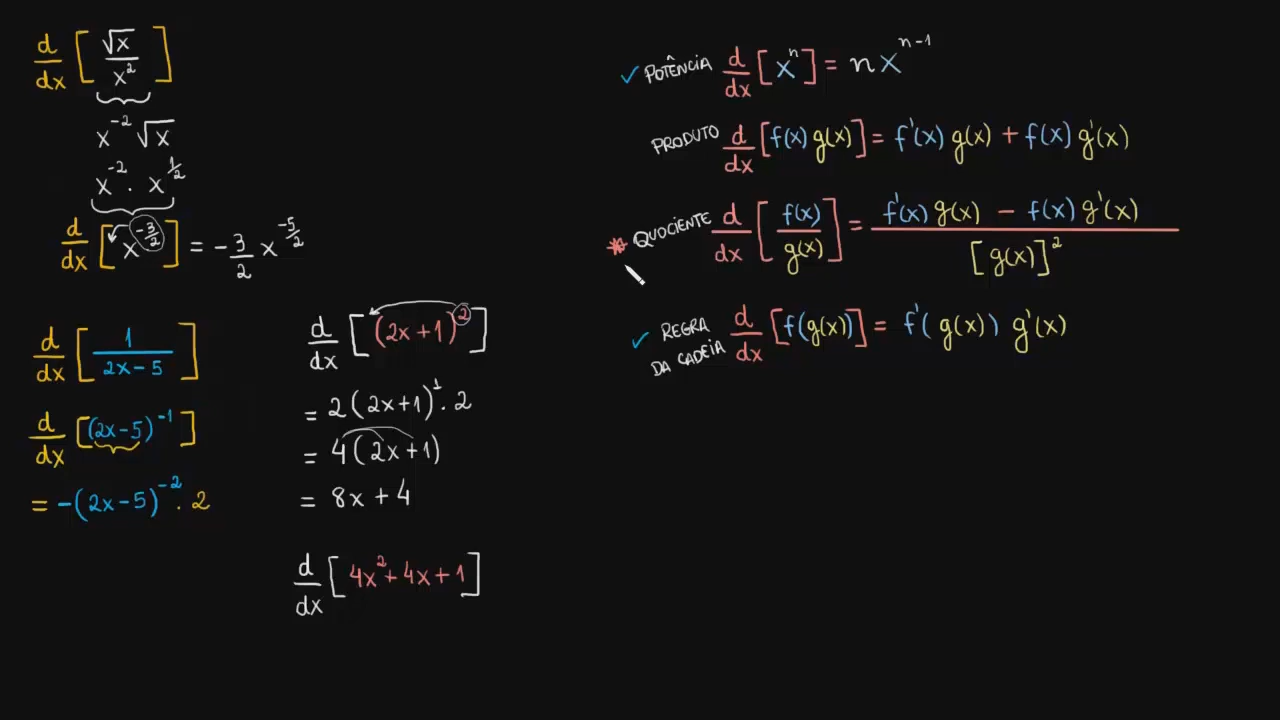 d/dx [√x / x²]
x⁻² √x
x⁻² · x^(1/2)
d/dx [x^(-3/2)] = -3/2 x^(-5/2)
d/dx [1 / (2x-5)]
d/dx [(2x-5)⁻¹]
= -(2x-5)⁻² · 2
d/dx [(2x+1)²]
= 2(2x+1)¹ · 2
= 4(2x+1)
= 8x + 4
d/dx [4x² + 4x + 1]
✓ POTÊNCIA d/dx [xⁿ] = n xⁿ⁻¹
PRODUTO d/dx [f(x) g(x)] = f'(x) g(x) + f(x) g'(x)
* QUOCIENTE d/dx [f(x) / g(x)] = f'(x) g(x) - f(x) g'(x) / [g(x)]²
✓ REGRA DA CADEIA d/dx [f(g(x))] = f'(g(x)) g'(x)